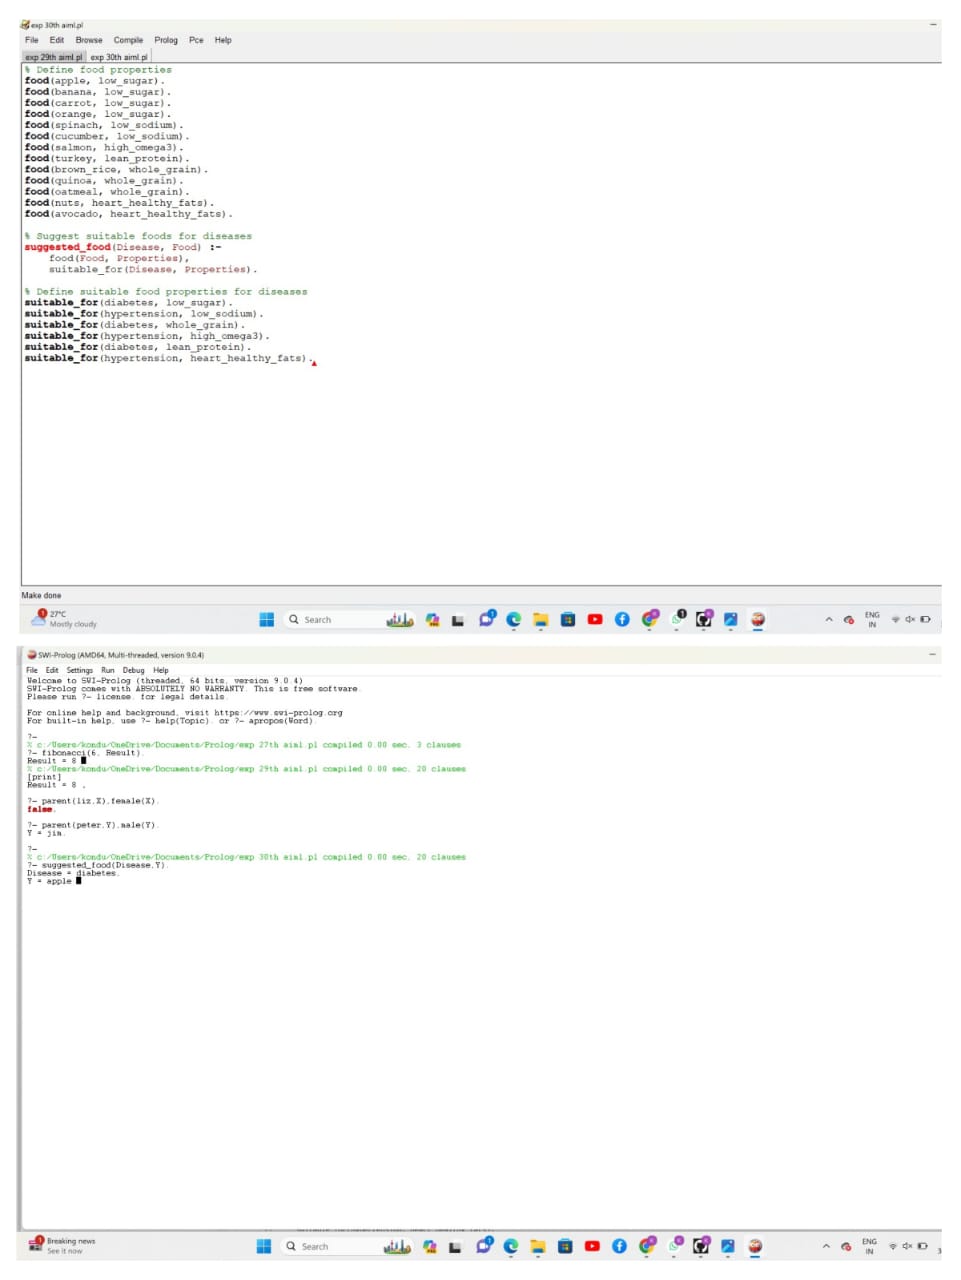 exp 30th aiml.pl
File Edit Browse Compile Prolog Pce Help
exp 29th aiml.pl exp 30th aiml.pl
% Define food properties
food(apple, low_sugar).
food(banana, low_sugar).
food(carrot, low_sugar).
food(orange, low_sugar).
food(spinach, low_sodium).
food(cucumber, low_sodium).
food(salmon, high_omega3).
food(turkey, lean_protein).
food(brown_rice, whole_grain).
food(quinoa, whole_grain).
food(oatmeal, whole_grain).
food(nuts, heart_healthy_fats).
food(avocado, heart_healthy_fats).
% Suggest suitable foods for diseases
suggested_food(Disease, Food) :-
food(Food, Properties),
suitable_for(Disease, Properties).
% Define suitable food properties for diseases
suitable_for(diabetes, low_sugar).
suitable_for(hypertension, low_sodium).
suitable_for(diabetes, whole_grain).
suitable_for(hypertension, high_omega3).
suitable_for(diabetes, lean_protein).
suitable_for(hypertension, heart_healthy_fats).
Make done
27°C
Mostly cloudy
Search
ENG
IN
SWI-Prolog (AMD64, Multi-threaded, version 9.0.4)
File Edit Settings Run Debug Help
Welcome to SWI-Prolog (threaded, 64 bits, version 9.0.4)
SWI-Prolog comes with ABSOLUTELY NO WARRANTY. This is free software.
Please run ?- license. for legal details.
For online help and background, visit https://www.swi-prolog.org
For built-in help, use ?- help(Topic). or ?- apropos(Word).
?-
% c:/Users/kondu/OneDrive/Documents/Prolog/exp 27th aiml.pl compiled 0.00 sec, 3 clauses
?- fibonacci(6, Result).
Result = 8
% c:/Users/kondu/OneDrive/Documents/Prolog/exp 29th aiml.pl compiled 0.00 sec, 20 clauses
[print]
Result = 8 .
?- parent(liz,X),female(X).
false.
?- parent(peter,Y),male(Y).
Y = jim.
?-
% c:/Users/kondu/OneDrive/Documents/Prolog/exp 30th aiml.pl compiled 0.00 sec, 20 clauses
?- suggested_food(Disease,Y).
Disease = diabetes,
Y = apple
Breaking news
See it now
Search
ENG
IN